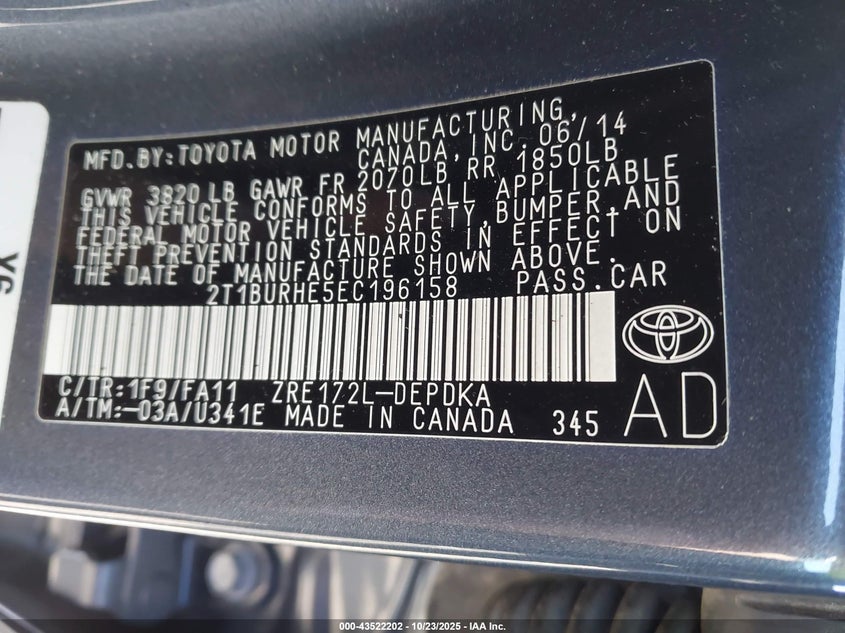 MFD. BY: TOYOTA MOTOR MANUFACTURING,
CANADA, INC. 06/14
GVWR 3820 LB GAWR FR 2070LB RR 1850LB
THIS VEHICLE CONFORMS TO ALL APPLICABLE
FEDERAL MOTOR VEHICLE SAFETY, BUMPER, AND
THEFT PREVENTION STANDARDS IN EFFECT ON
THE DATE OF MANUFACTURE SHOWN ABOVE.
2T1BURHE5EC196158 PASS. CAR
C/TR: 1F9/FA11 ZRE172L-DEPDKA
A/TM: -03A/U341E MADE IN CANADA 345
AD
000-43522202 - 10/23/2025 - IAA Inc.